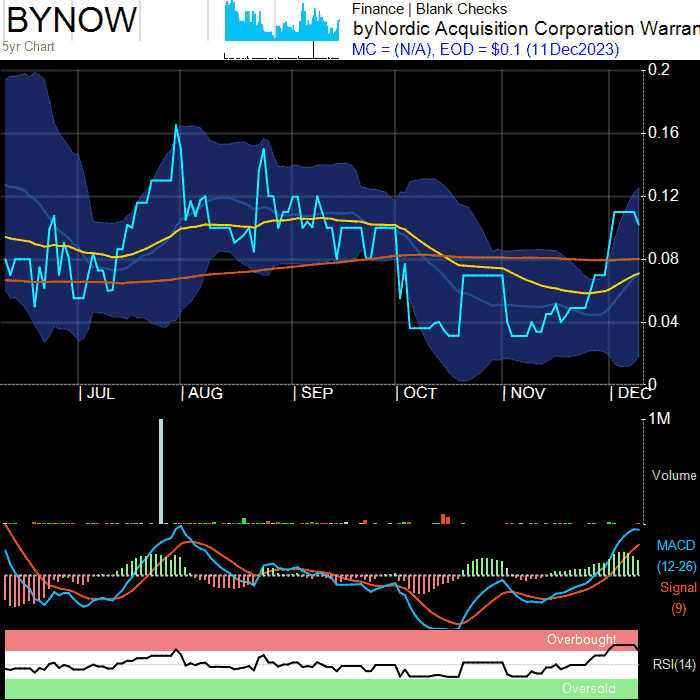 BYNOW
5yr Chart
Finance | Blank Checks
byNordic Acquisition Corporation Warran
MC = (N/A), EOD = $0.1 (11Dec2023)
0.2
0.16
0.12
0.08
0.04
0
| JUL | AUG | SEP | OCT | NOV | DEC
1M
Volume
MACD
(12-26)
Signal
(9)
Overbought
RSI(14)
Oversold